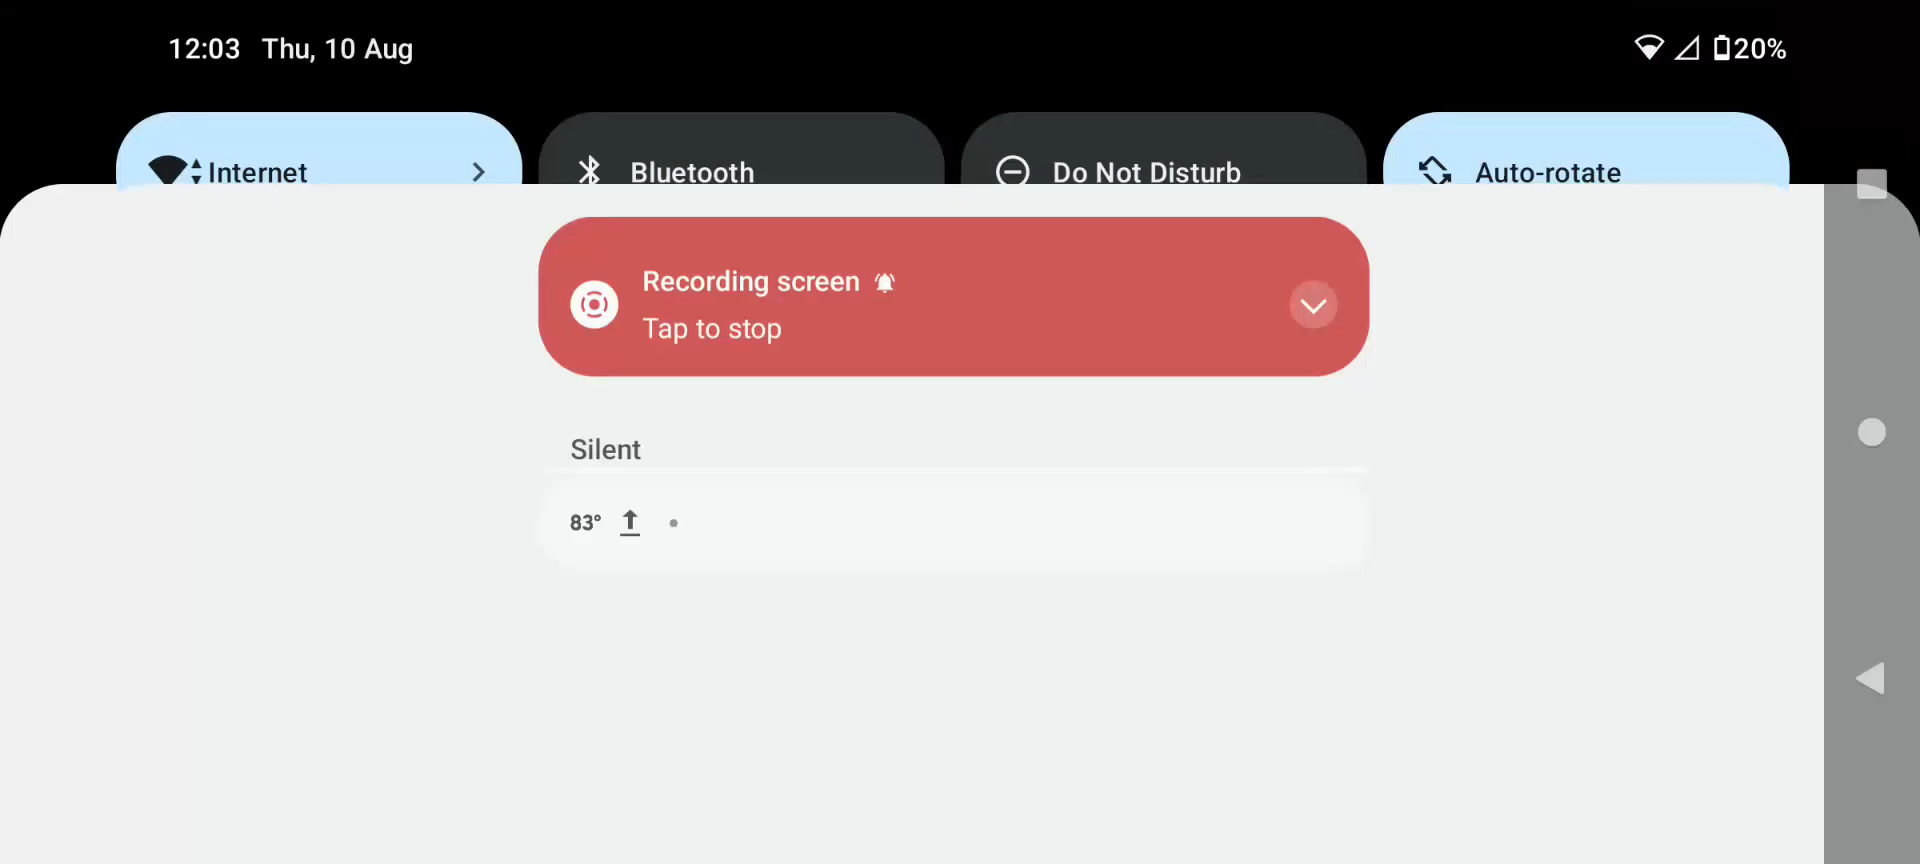 12:03 Thu, 10 Aug 20%
Internet Bluetooth Do Not Disturb Auto-rotate
Recording screen
Tap to stop
Silent
83°